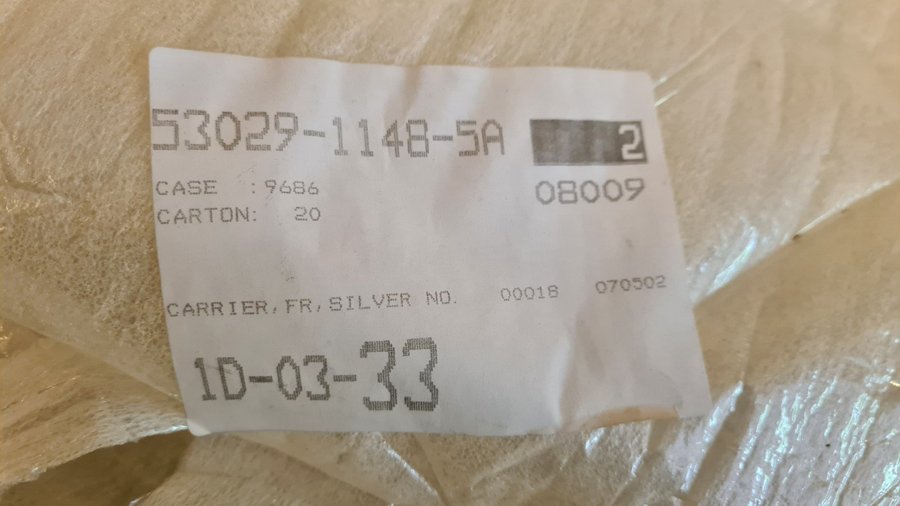 53029-1148-5A 2
CASE : 9686 08009
CARTON: 20
CARRIER, FR, SILVER NO. 00018 070502
1D-03-33